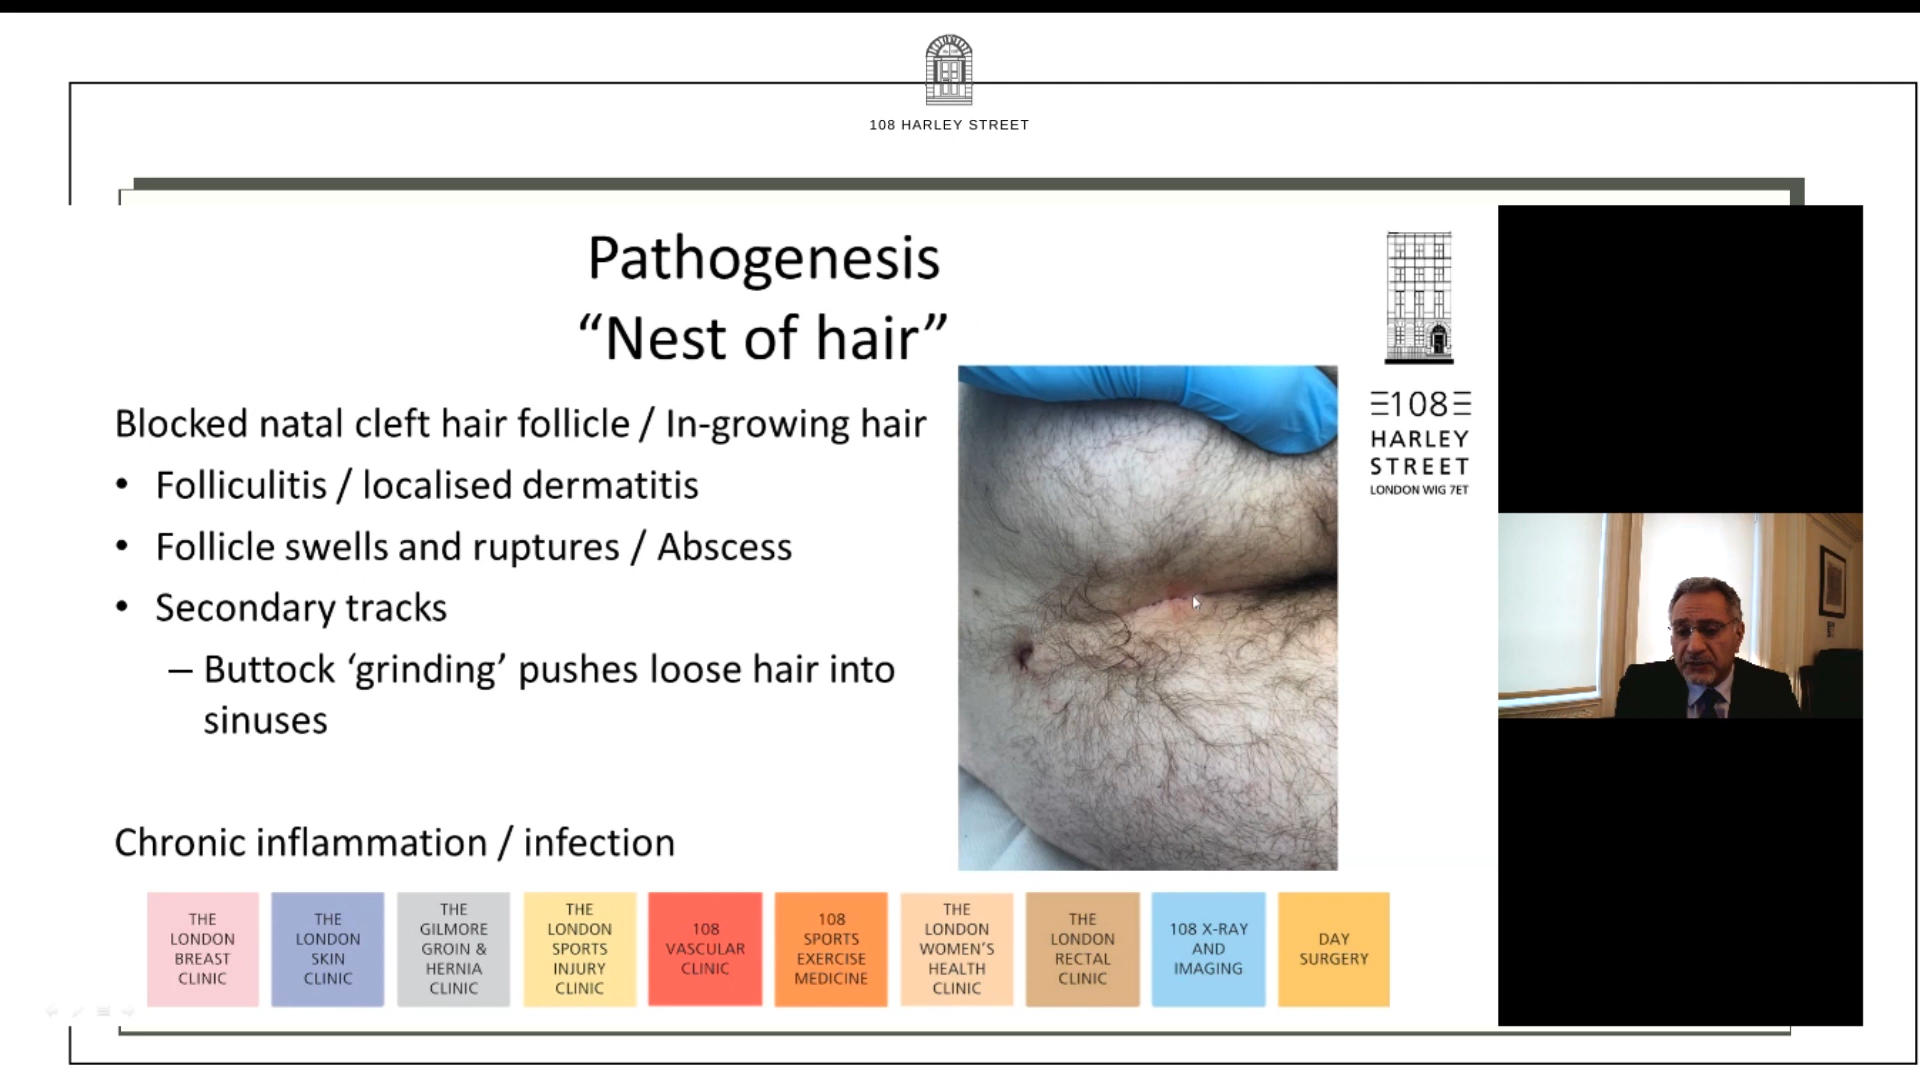 108 HARLEY STREET
Pathogenesis
“Nest of hair”
Blocked natal cleft hair follicle / In-growing hair
• Folliculitis / localised dermatitis
• Follicle swells and ruptures / Abscess
• Secondary tracks
– Buttock ‘grinding’ pushes loose hair into
sinuses
Chronic inflammation / infection
108
HARLEY
STREET
LONDON W1G 7ET
THE
LONDON
BREAST
CLINIC
THE
LONDON
SKIN
CLINIC
THE
GILMORE
GROIN &
HERNIA
CLINIC
THE
LONDON
SPORTS
INJURY
CLINIC
108
VASCULAR
CLINIC
108
SPORTS
EXERCISE
MEDICINE
THE
LONDON
WOMEN’S
HEALTH
CLINIC
THE
LONDON
RECTAL
CLINIC
108 X-RAY
AND
IMAGING
DAY
SURGERY